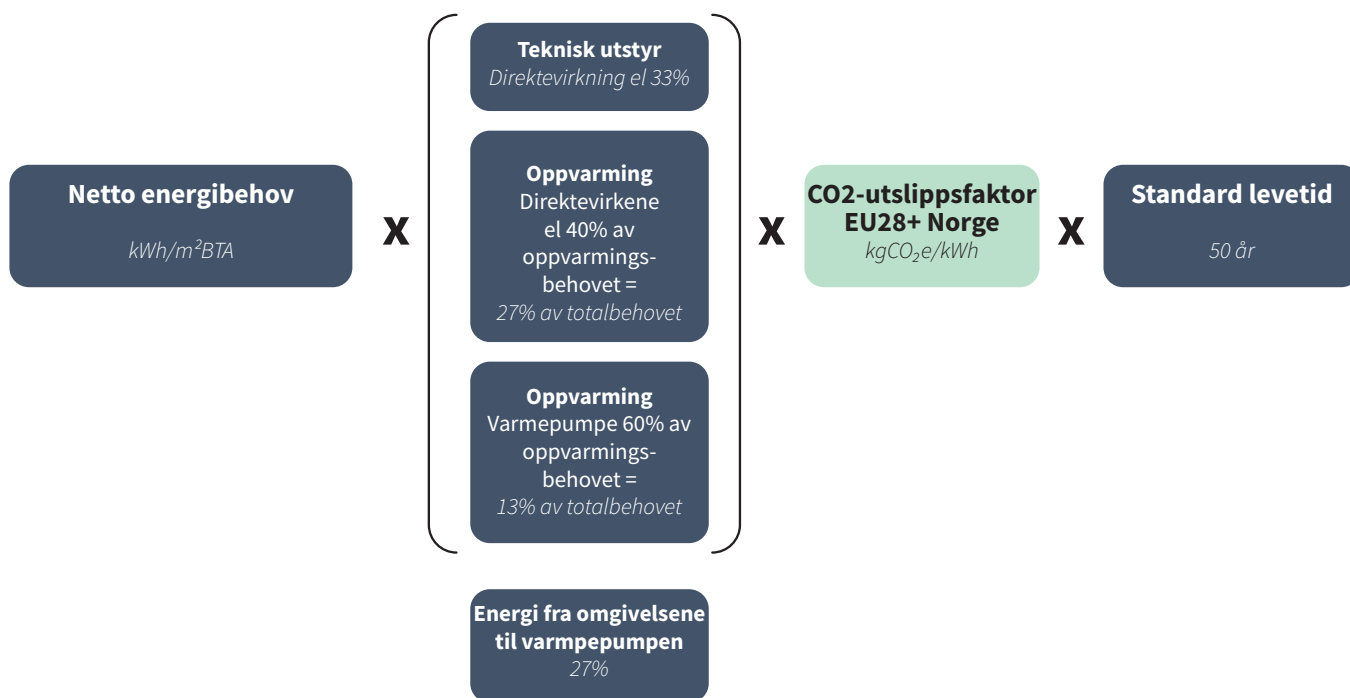 Teknisk utstyr
Direktevirkning el 33%
Netto energibehov
kWh/m²BTA
X
Oppvarming
Direktevirkene
el 40% av
oppvarmings-
behovet =
27% av totalbehovet
Oppvarming
Varmepumpe 60% av
oppvarmings-
behovet =
13% av totalbehovet
X
CO2-utslippsfaktor
EU28+ Norge
kgCO₂e/kWh
X
Standard levetid
50 år
Energi fra omgivelsene
til varmpepumpen
27%